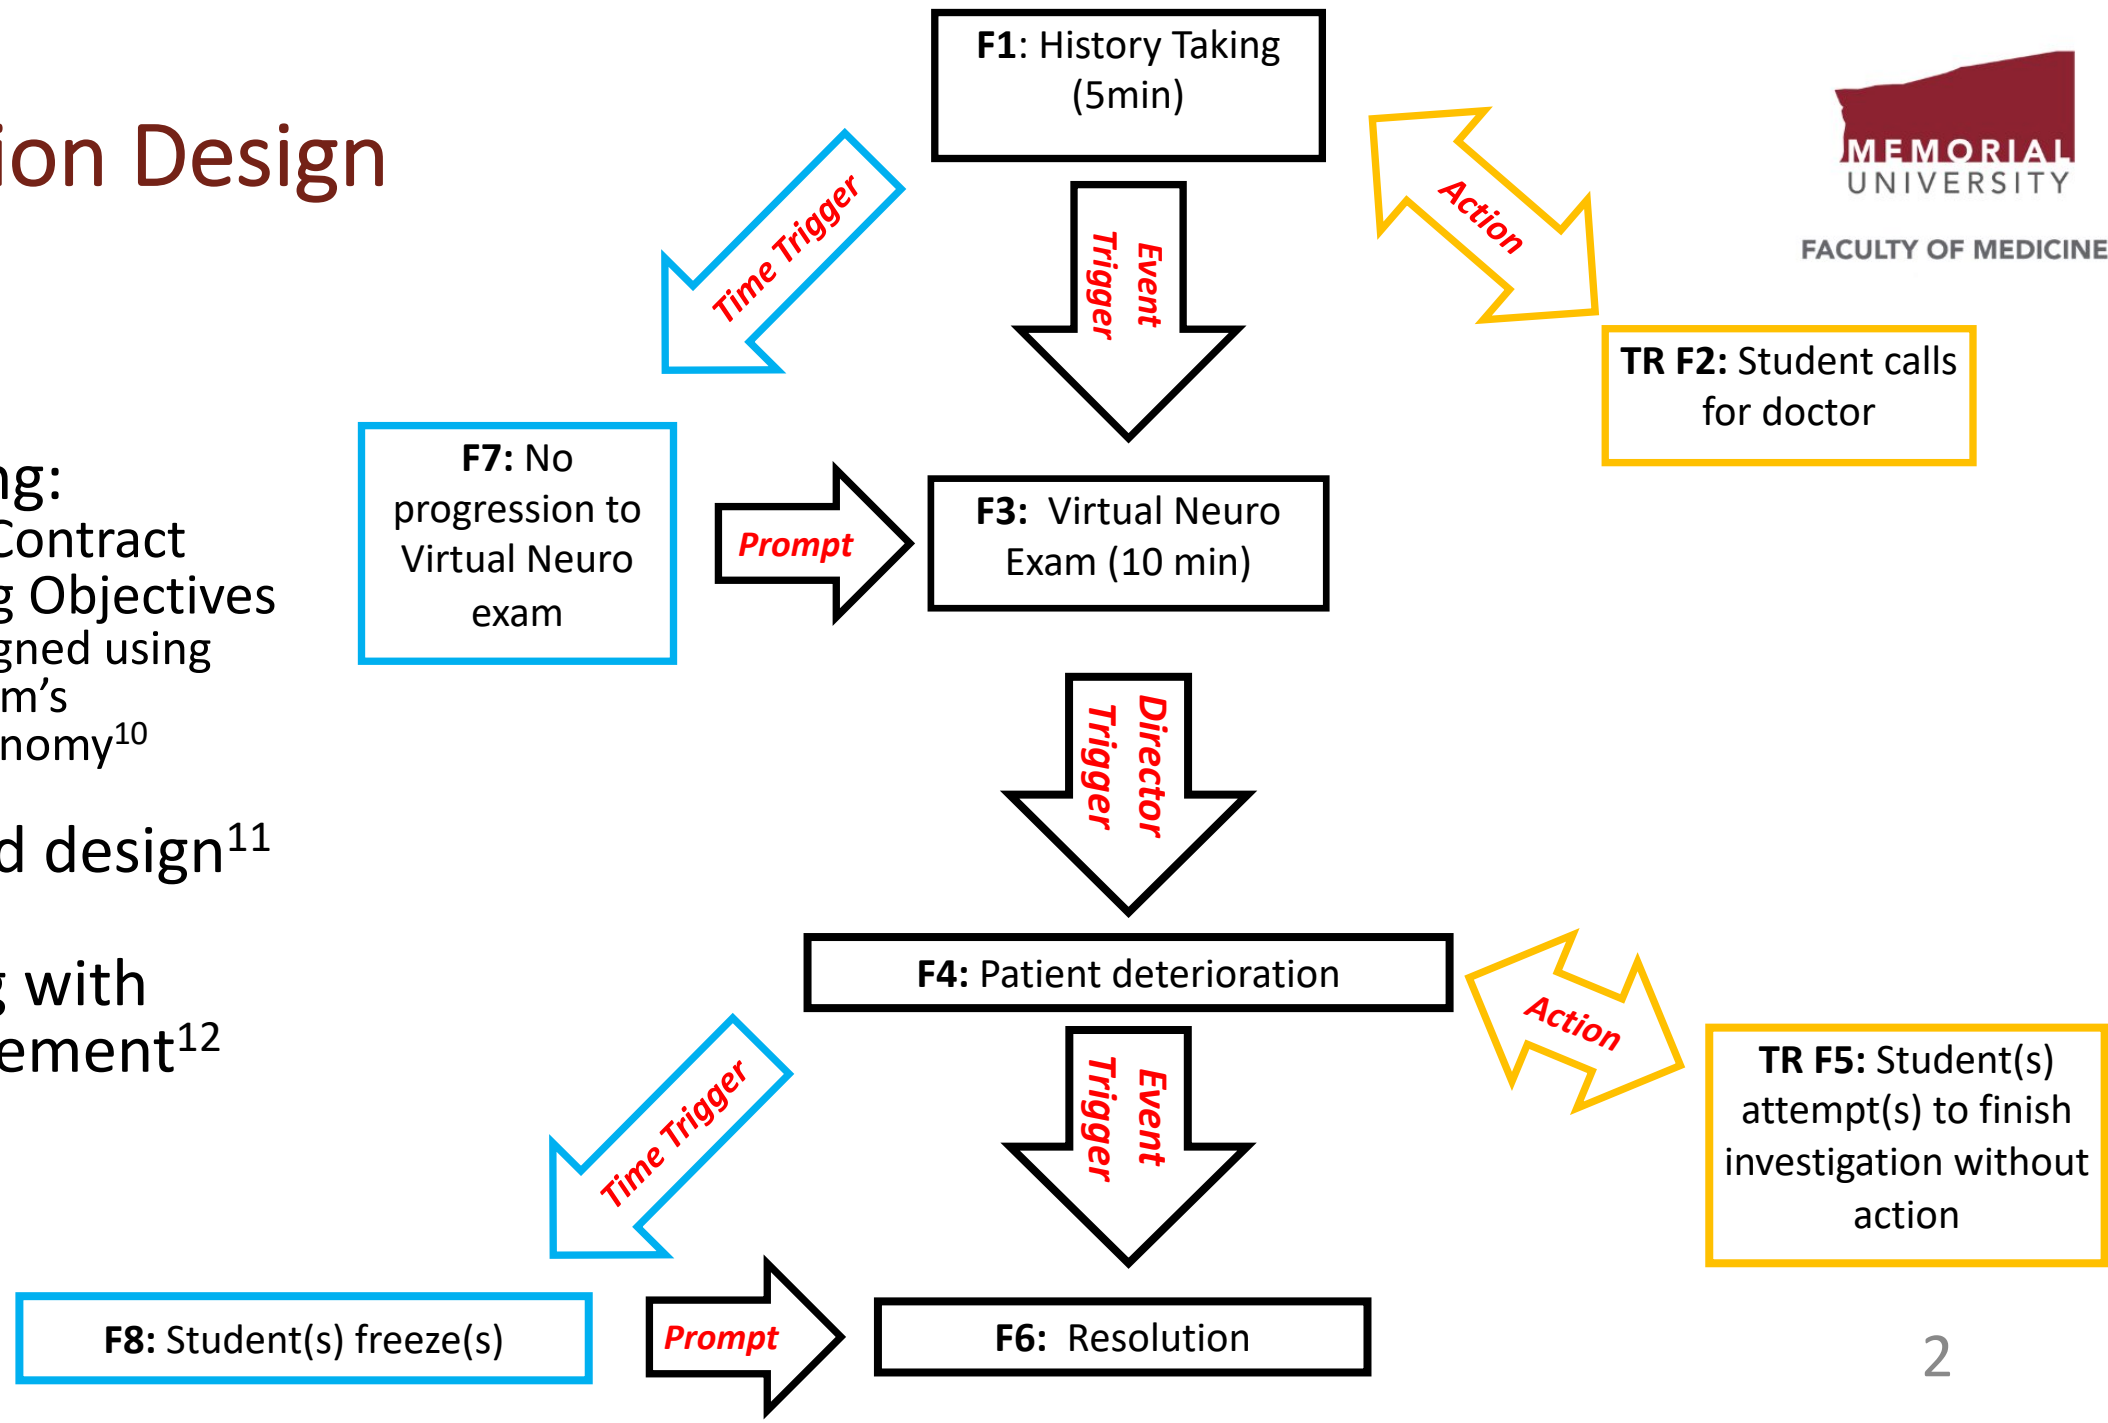 ion Design
ng:
Contract
g Objectives
gned using
m's
nomy10
d design11
g with
ement12
F1: History Taking
(5min)
MEMORIAL
UNIVERSITY
FACULTY OF MEDICINE
Time Trigger
Event
Trigger
Action
TR F2: Student calls
for doctor
F7: No
progression to
Virtual Neuro
exam
Prompt
F3: Virtual Neuro
Exam (10 min)
Director
Trigger
F4: Patient deterioration
Action
TR F5: Student(s)
attempt(s) to finish
investigation without
action
Time Trigger
Event
Trigger
F8: Student(s) freeze(s)
Prompt
F6: Resolution
2